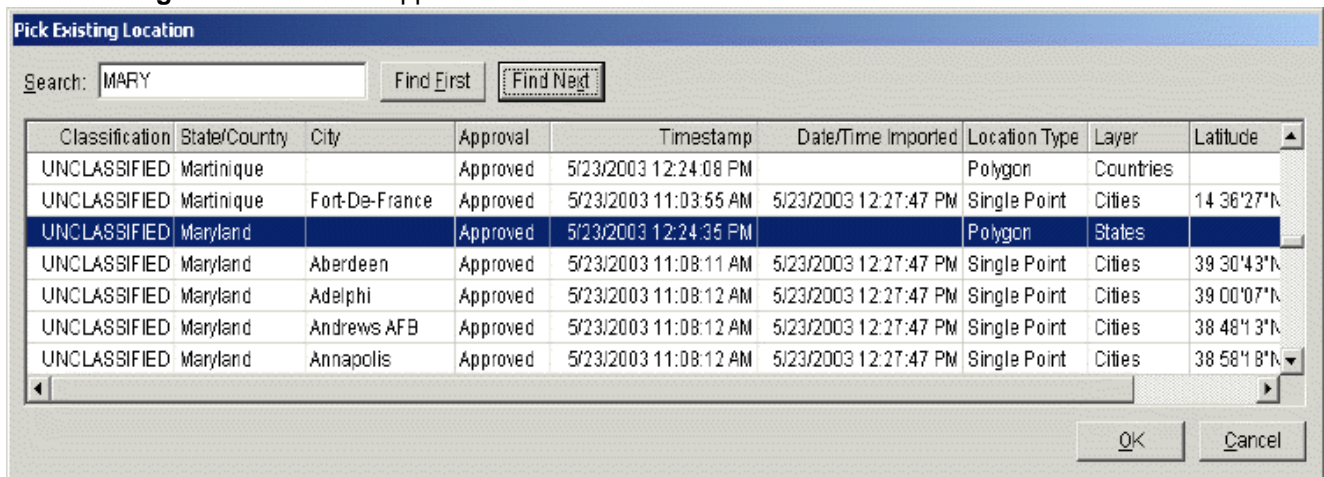 Pick Existing Location
Search: MARY Find First Find Next
Classification State/Country City Approval Timestamp Date/Time Imported Location Type Layer Latitude
UNCLASSIFIED Martinique Approved 5/23/2003 12:24:08 PM Polygon Countries
UNCLASSIFIED Martinique Fort-De-France Approved 5/23/2003 11:03:55 AM 5/23/2003 12:27:47 PM Single Point Cities 14 36'27"N
UNCLASSIFIED Maryland Approved 5/23/2003 12:24:35 PM Polygon States
UNCLASSIFIED Maryland Aberdeen Approved 5/23/2003 11:08:11 AM 5/23/2003 12:27:47 PM Single Point Cities 39 30'43"N
UNCLASSIFIED Maryland Adelphi Approved 5/23/2003 11:08:12 AM 5/23/2003 12:27:47 PM Single Point Cities 39 00'07"N
UNCLASSIFIED Maryland Andrews AFB Approved 5/23/2003 11:08:12 AM 5/23/2003 12:27:47 PM Single Point Cities 38 48'13"N
UNCLASSIFIED Maryland Annapolis Approved 5/23/2003 11:08:12 AM 5/23/2003 12:27:47 PM Single Point Cities 38 58'18"N
OK Cancel